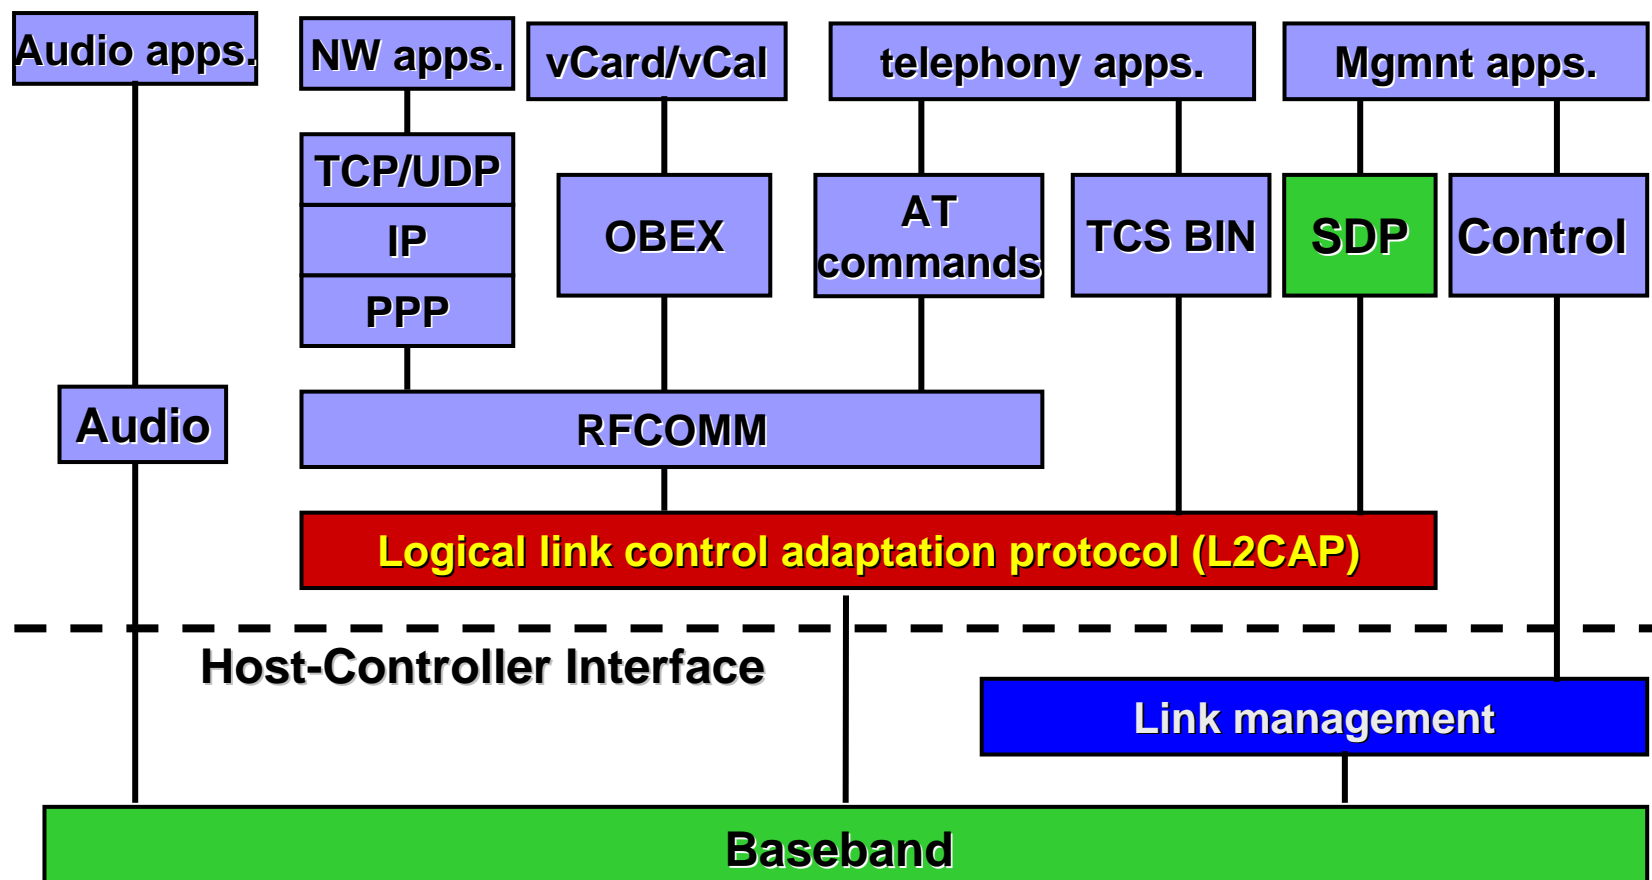 Audio apps.
NW apps.
vCard/vCal
telephony apps.
Mgmnt apps.
TCP/UDP
IP
PPP
OBEX
AT
commands
TCS BIN
SDP
Control
Audio
RFCOMM
Logical link control adaptation protocol (L2CAP)
Host-Controller Interface
Link management
Baseband